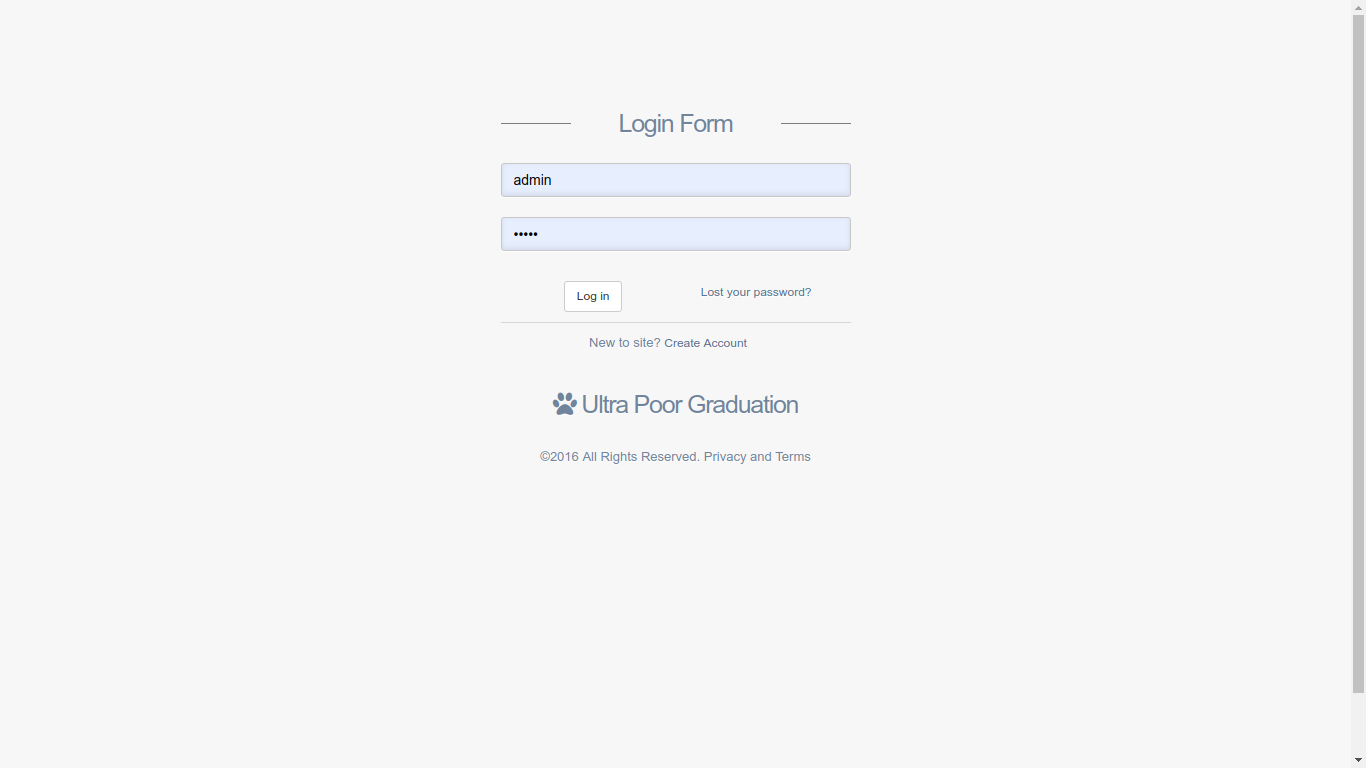 Login Form
admin
•••••
Log in Lost your password?
New to site? Create Account
Ultra Poor Graduation
©2016 All Rights Reserved. Privacy and Terms